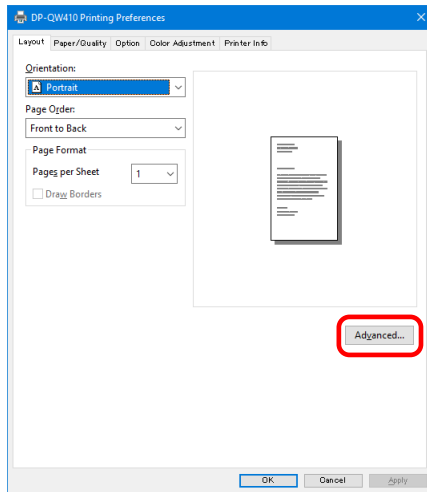 DP-QW410 Printing Preferences
Layout Paper/Quality Option Color Adjustment Printer Info
Orientation:
A Portrait
Page Order:
Front to Back
Page Format
Pages per Sheet 1
Draw Borders
Advanced...
OK Cancel Apply